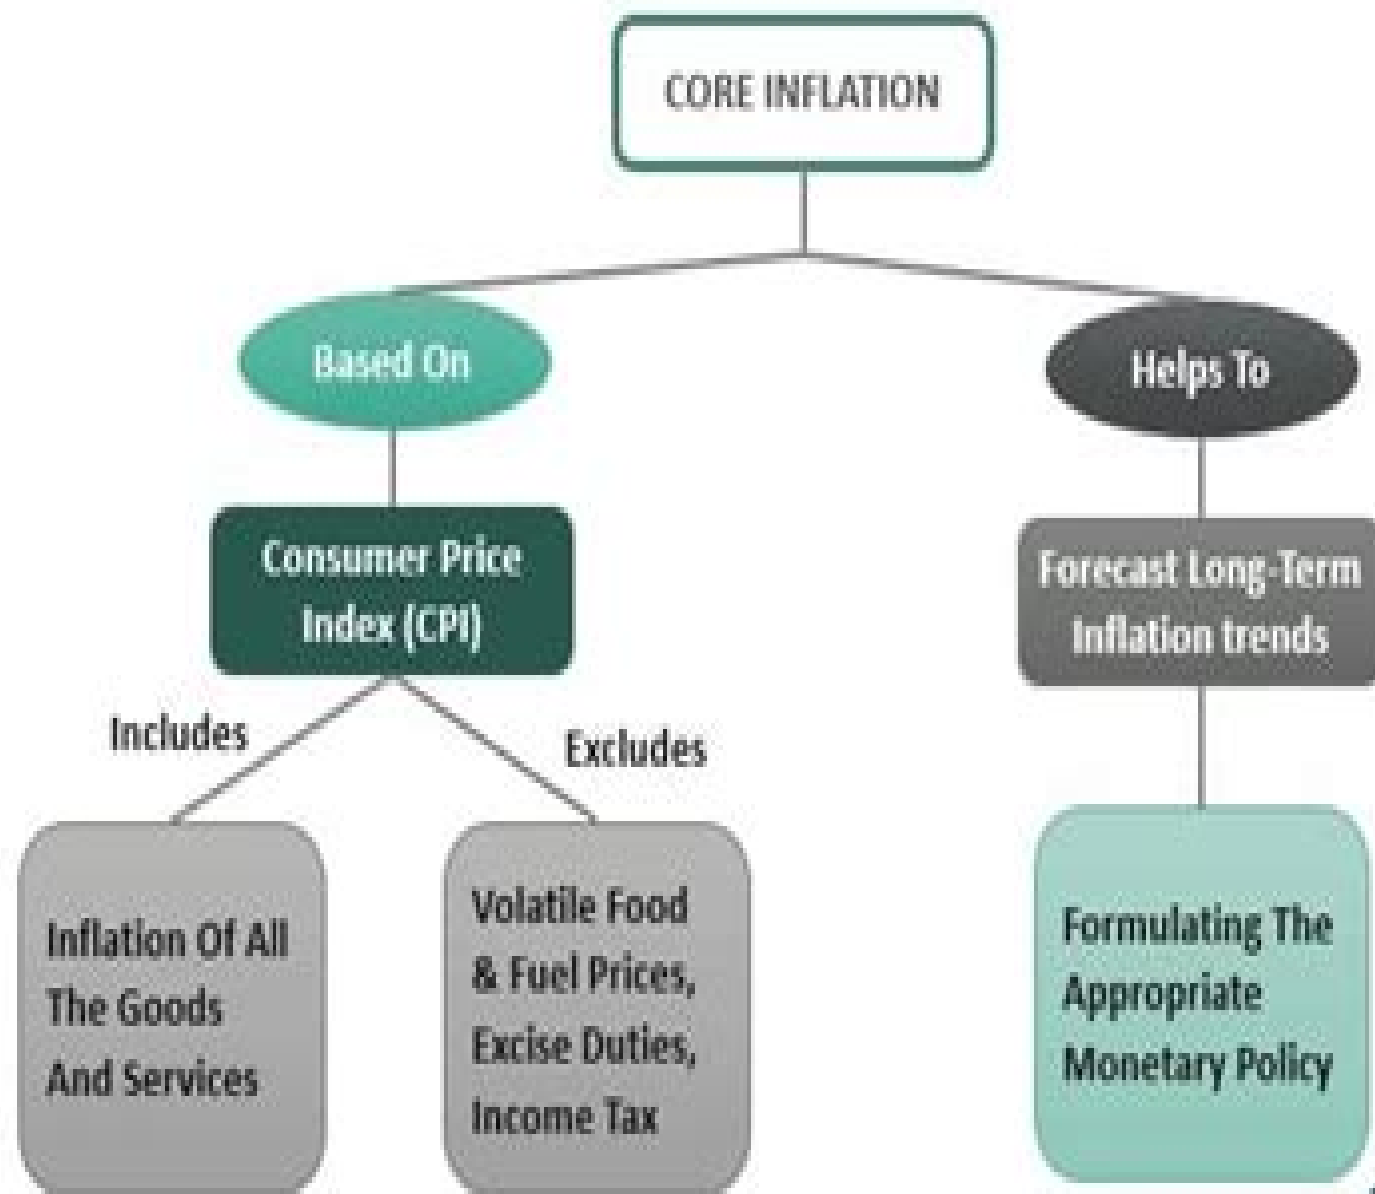 CORE INFLATION
Based On
Helps To
Consumer Price
Index (CPI)
Forecast Long-Term
Inflation trends
Includes
Excludes
Inflation Of All
The Goods
And Services
Volatile Food
& Fuel Prices,
Excise Duties,
Income Tax
Formulating The
Appropriate
Monetary Policy